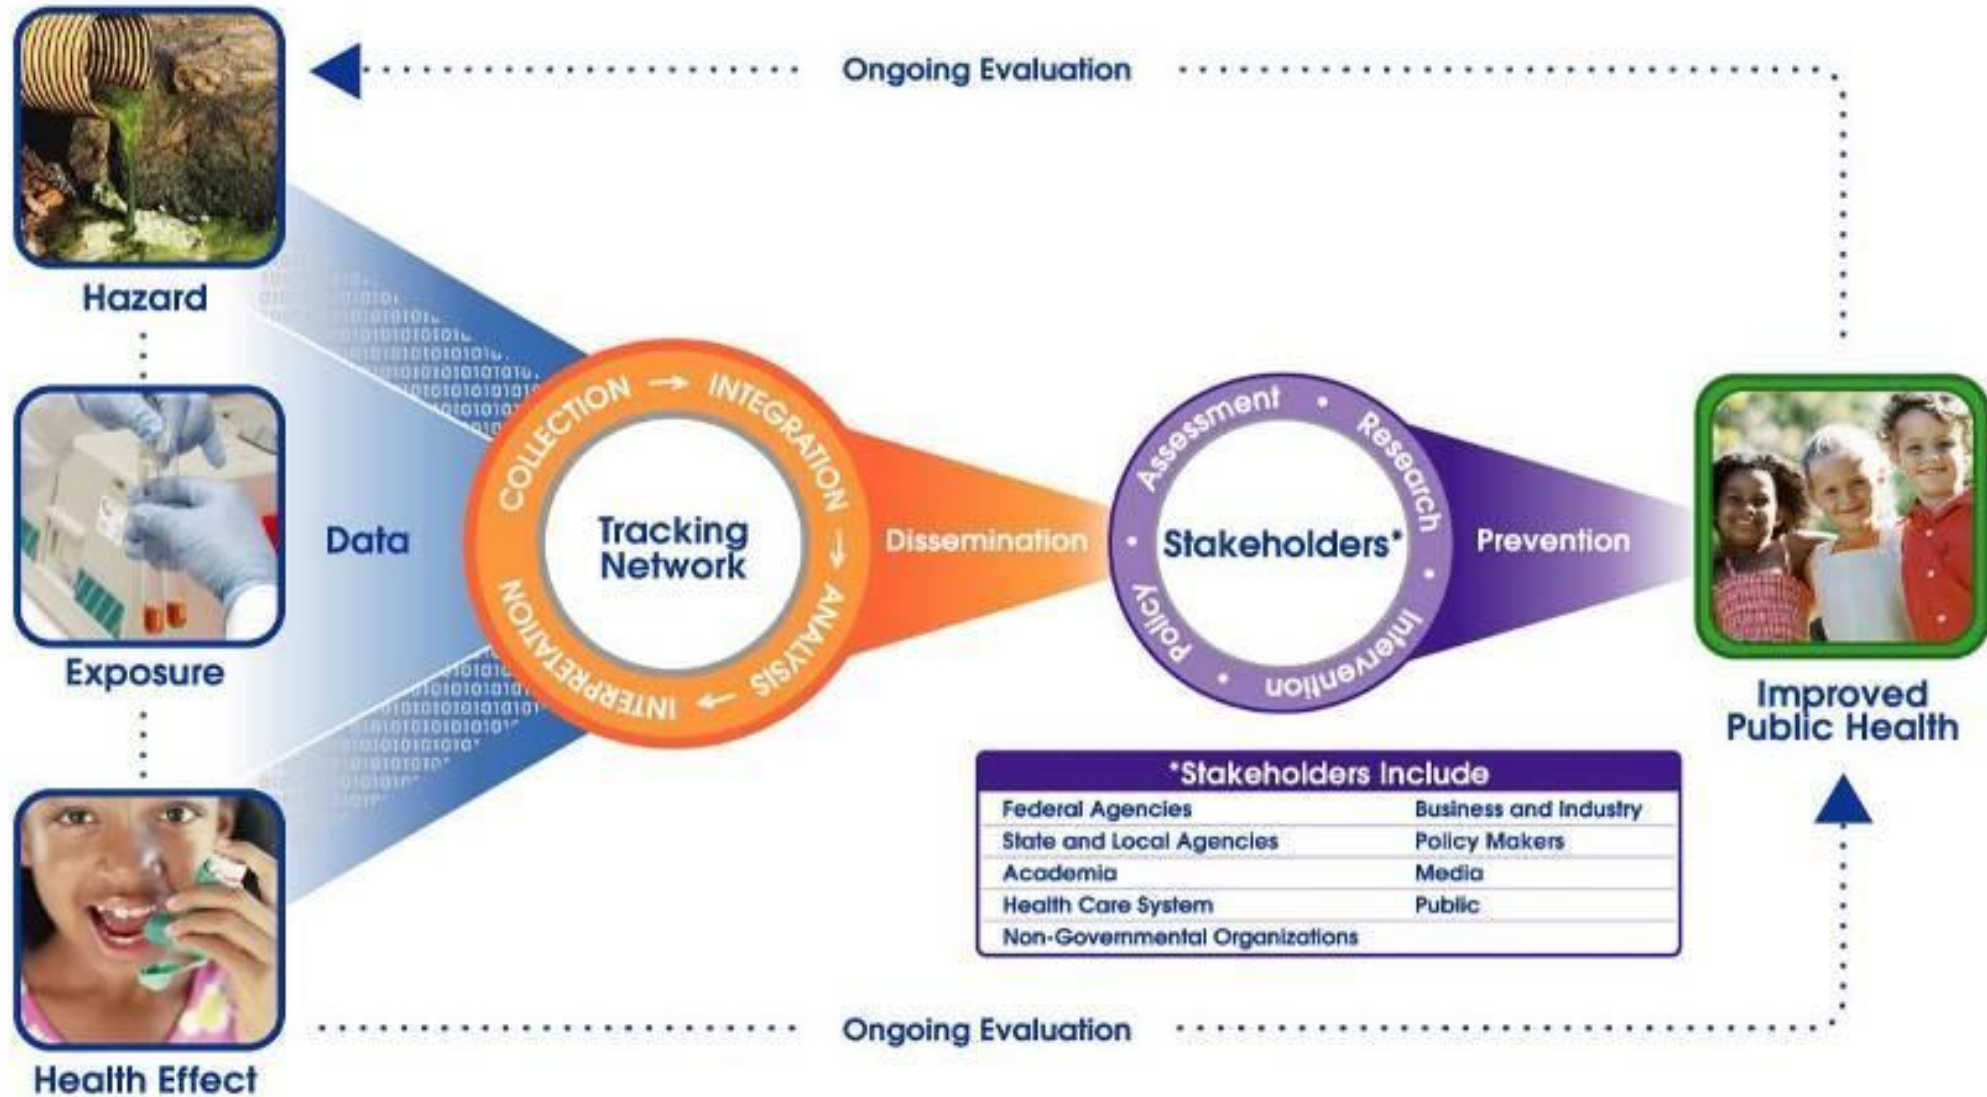 Ongoing Evaluation
Hazard
Exposure
Health Effect
Data
COLLECTION → INTEGRATION → ANALYSIS → INTERPRETATION
Tracking
Network
Dissemination
Assessment • Research • Intervention • Policy •
Stakeholders*
Prevention
Improved
Public Health
*Stakeholders Include
Federal Agencies Business and Industry
State and Local Agencies Policy Makers
Academia Media
Health Care System Public
Non-Governmental Organizations
Ongoing Evaluation